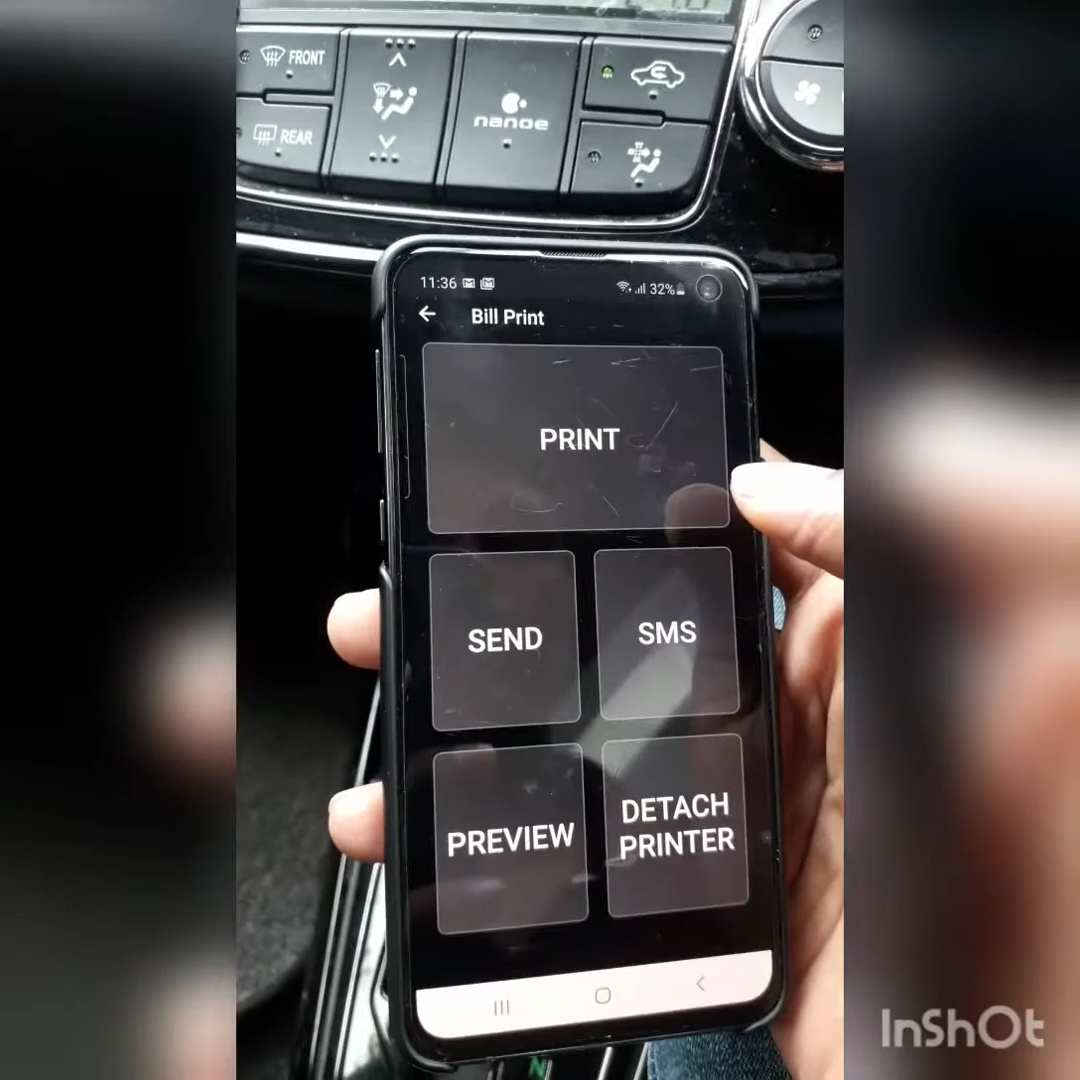 FRONT
REAR
nanoe
11:36
32%
Bill Print
PRINT
SEND
SMS
PREVIEW
DETACH
PRINTER
N
InShOt